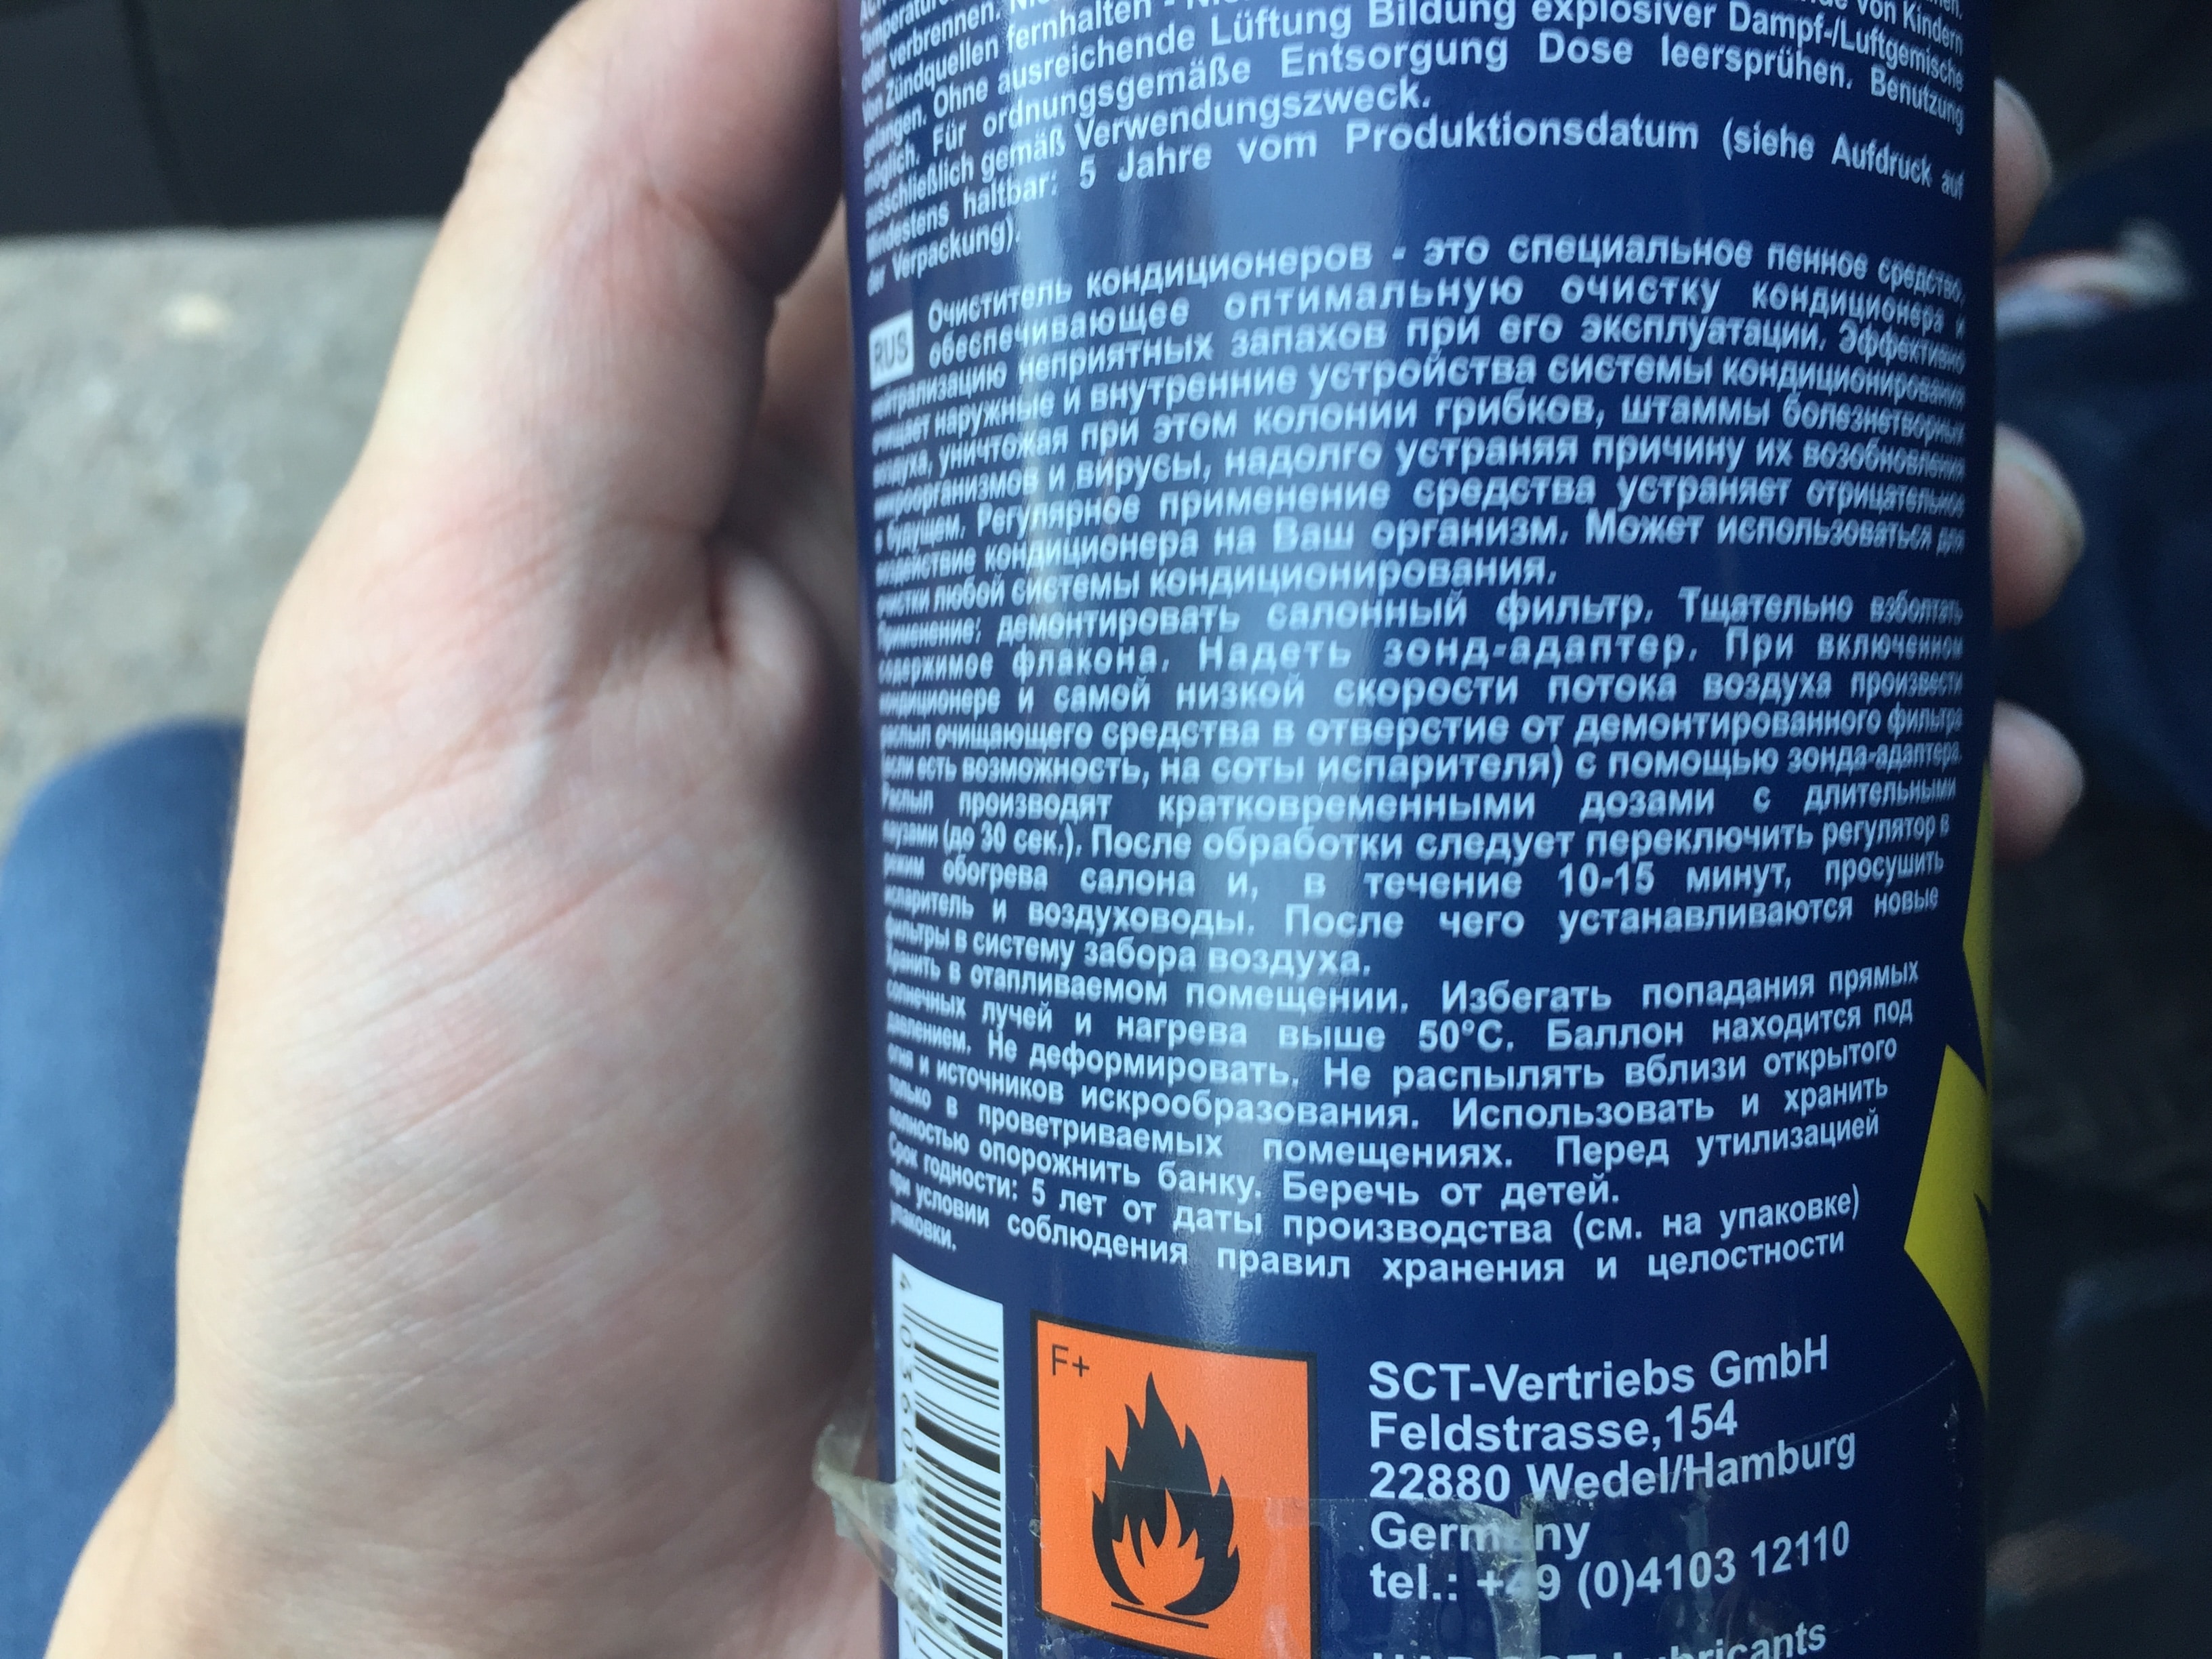 oder verbrennen.
von Kindern
Von Zündquellen fernhalten -
gelangen. Ohne ausreichende Lüftung Bildung explosiver Dampf-/Luftgemische
möglich. Für ordnungsgemäße Entsorgung Dose leersprühen. Benutzung
ausschließlich gemäß Verwendungszweck.
Mindestens haltbar: 5 Jahre vom Produktionsdatum (siehe Aufdruck auf
der Verpackung).
RUS Очиститель кондиционеров - это специальное пенное средство,
обеспечивающее оптимальную очистку кондиционера и
нейтрализацию неприятных запахов при его эксплуатации. Эффективно
очищает наружные и внутренние устройства системы кондиционирования
воздуха, уничтожая при этом колонии грибков, штаммы болезнетворных
микроорганизмов и вирусы, надолго устраняя причину их возобновления
в будущем. Регулярное применение средства устраняет отрицательное
воздействие кондиционера на Ваш организм. Может использоваться для
очистки любой системы кондиционирования.
Применение: демонтировать салонный фильтр. Тщательно взболтать
содержимое флакона. Надеть зонд-адаптер. При включенном
кондиционере и самой низкой скорости потока воздуха произвести
распыл очищающего средства в отверстие от демонтированного фильтра
(если есть возможность, на соты испарителя) с помощью зонда-адаптера.
Распыл производят кратковременными дозами с длительными
паузами (до 30 сек.). После обработки следует переключить регулятор в
режим обогрева салона и, в течение 10-15 минут, просушить
испаритель и воздуховоды. После чего устанавливаются новые
фильтры в систему забора воздуха.
Хранить в отапливаемом помещении. Избегать попадания прямых
солнечных лучей и нагрева выше 50°C. Баллон находится под
давлением. Не деформировать. Не распылять вблизи открытого
огня и источников искрообразования. Использовать и хранить
только в проветриваемых помещениях. Перед утилизацией
полностью опорожнить банку. Беречь от детей.
Срок годности: 5 лет от даты производства (см. на упаковке)
при условии соблюдения правил хранения и целостности
упаковки.
F+
SCT-Vertriebs GmbH
Feldstrasse,154
22880 Wedel/Hamburg
Germany
tel.: +49 (0)4103 12110